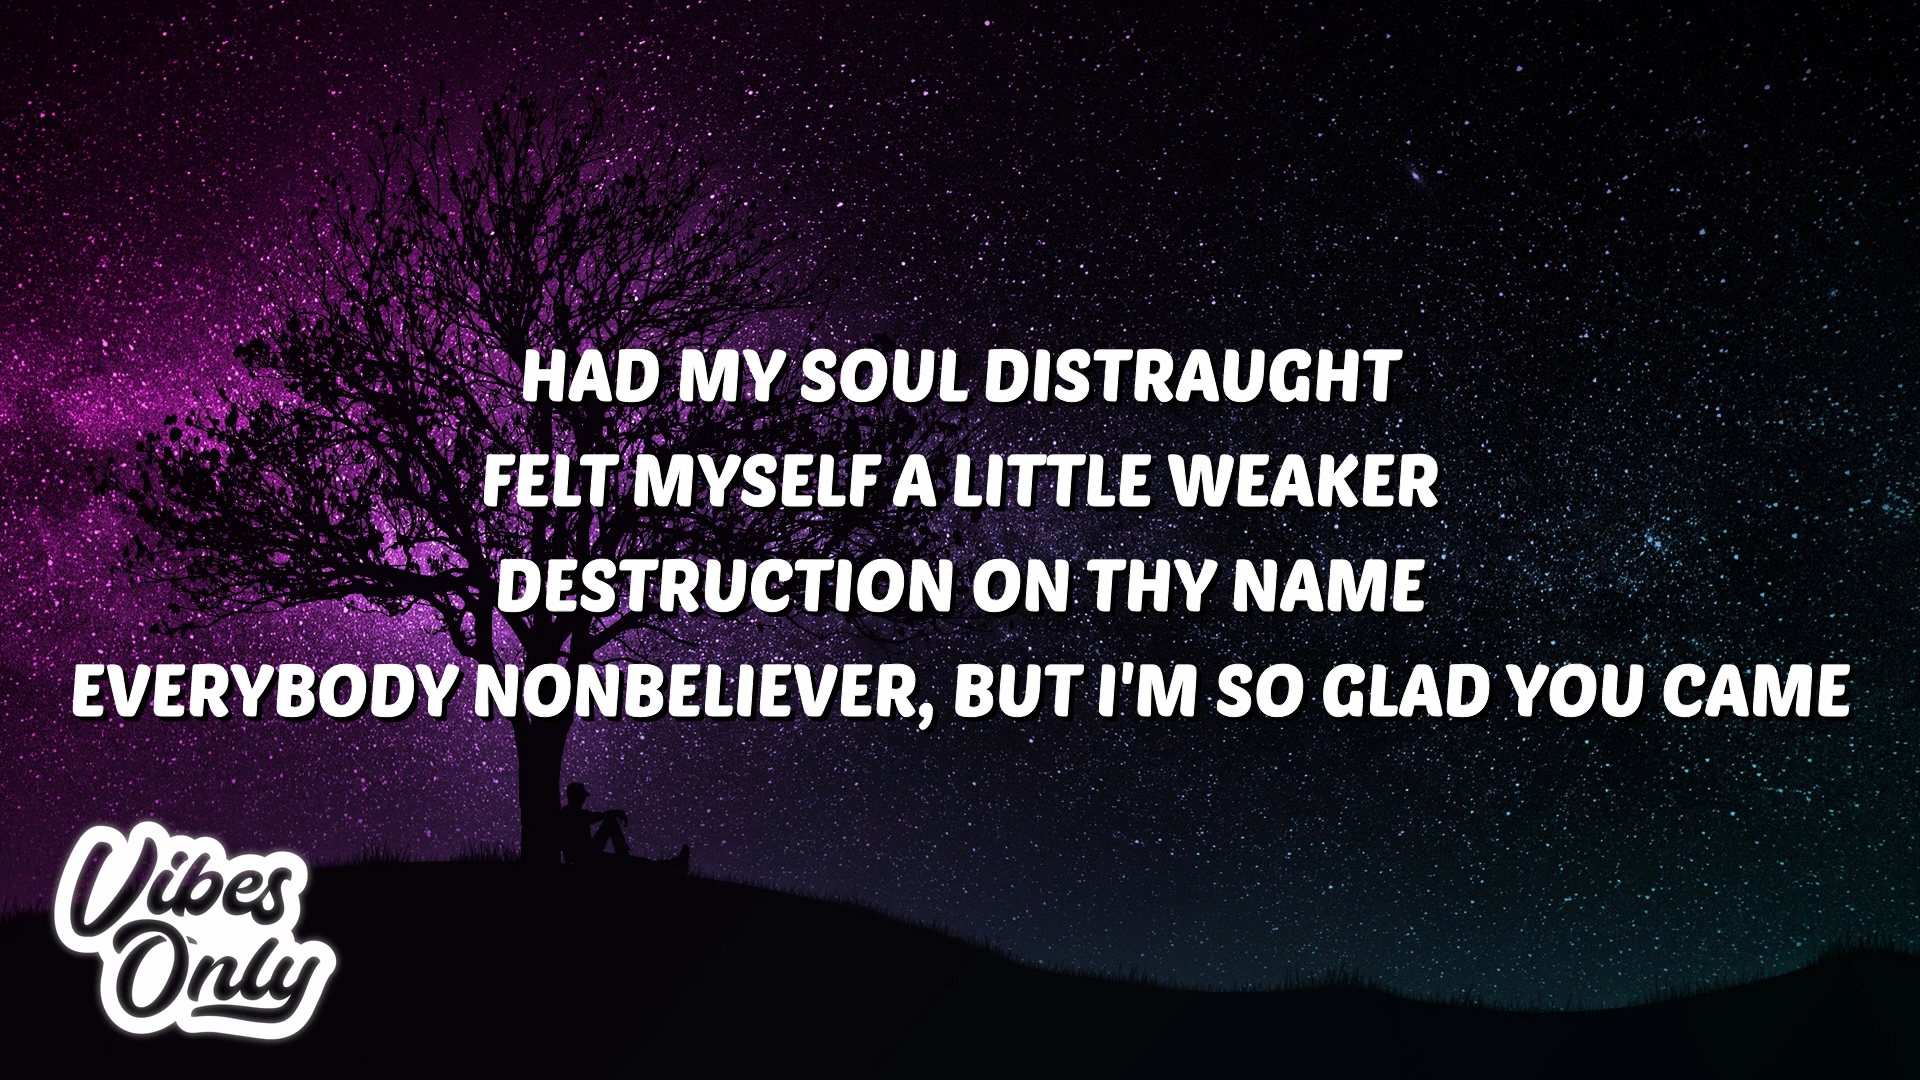 HAD MY SOUL DISTRAUGHT
FELT MYSELF A LITTLE WEAKER
DESTRUCTION ON THY NAME
EVERYBODY NONBELIEVER, BUT I'M SO GLAD YOU CAME
Vibes
Only